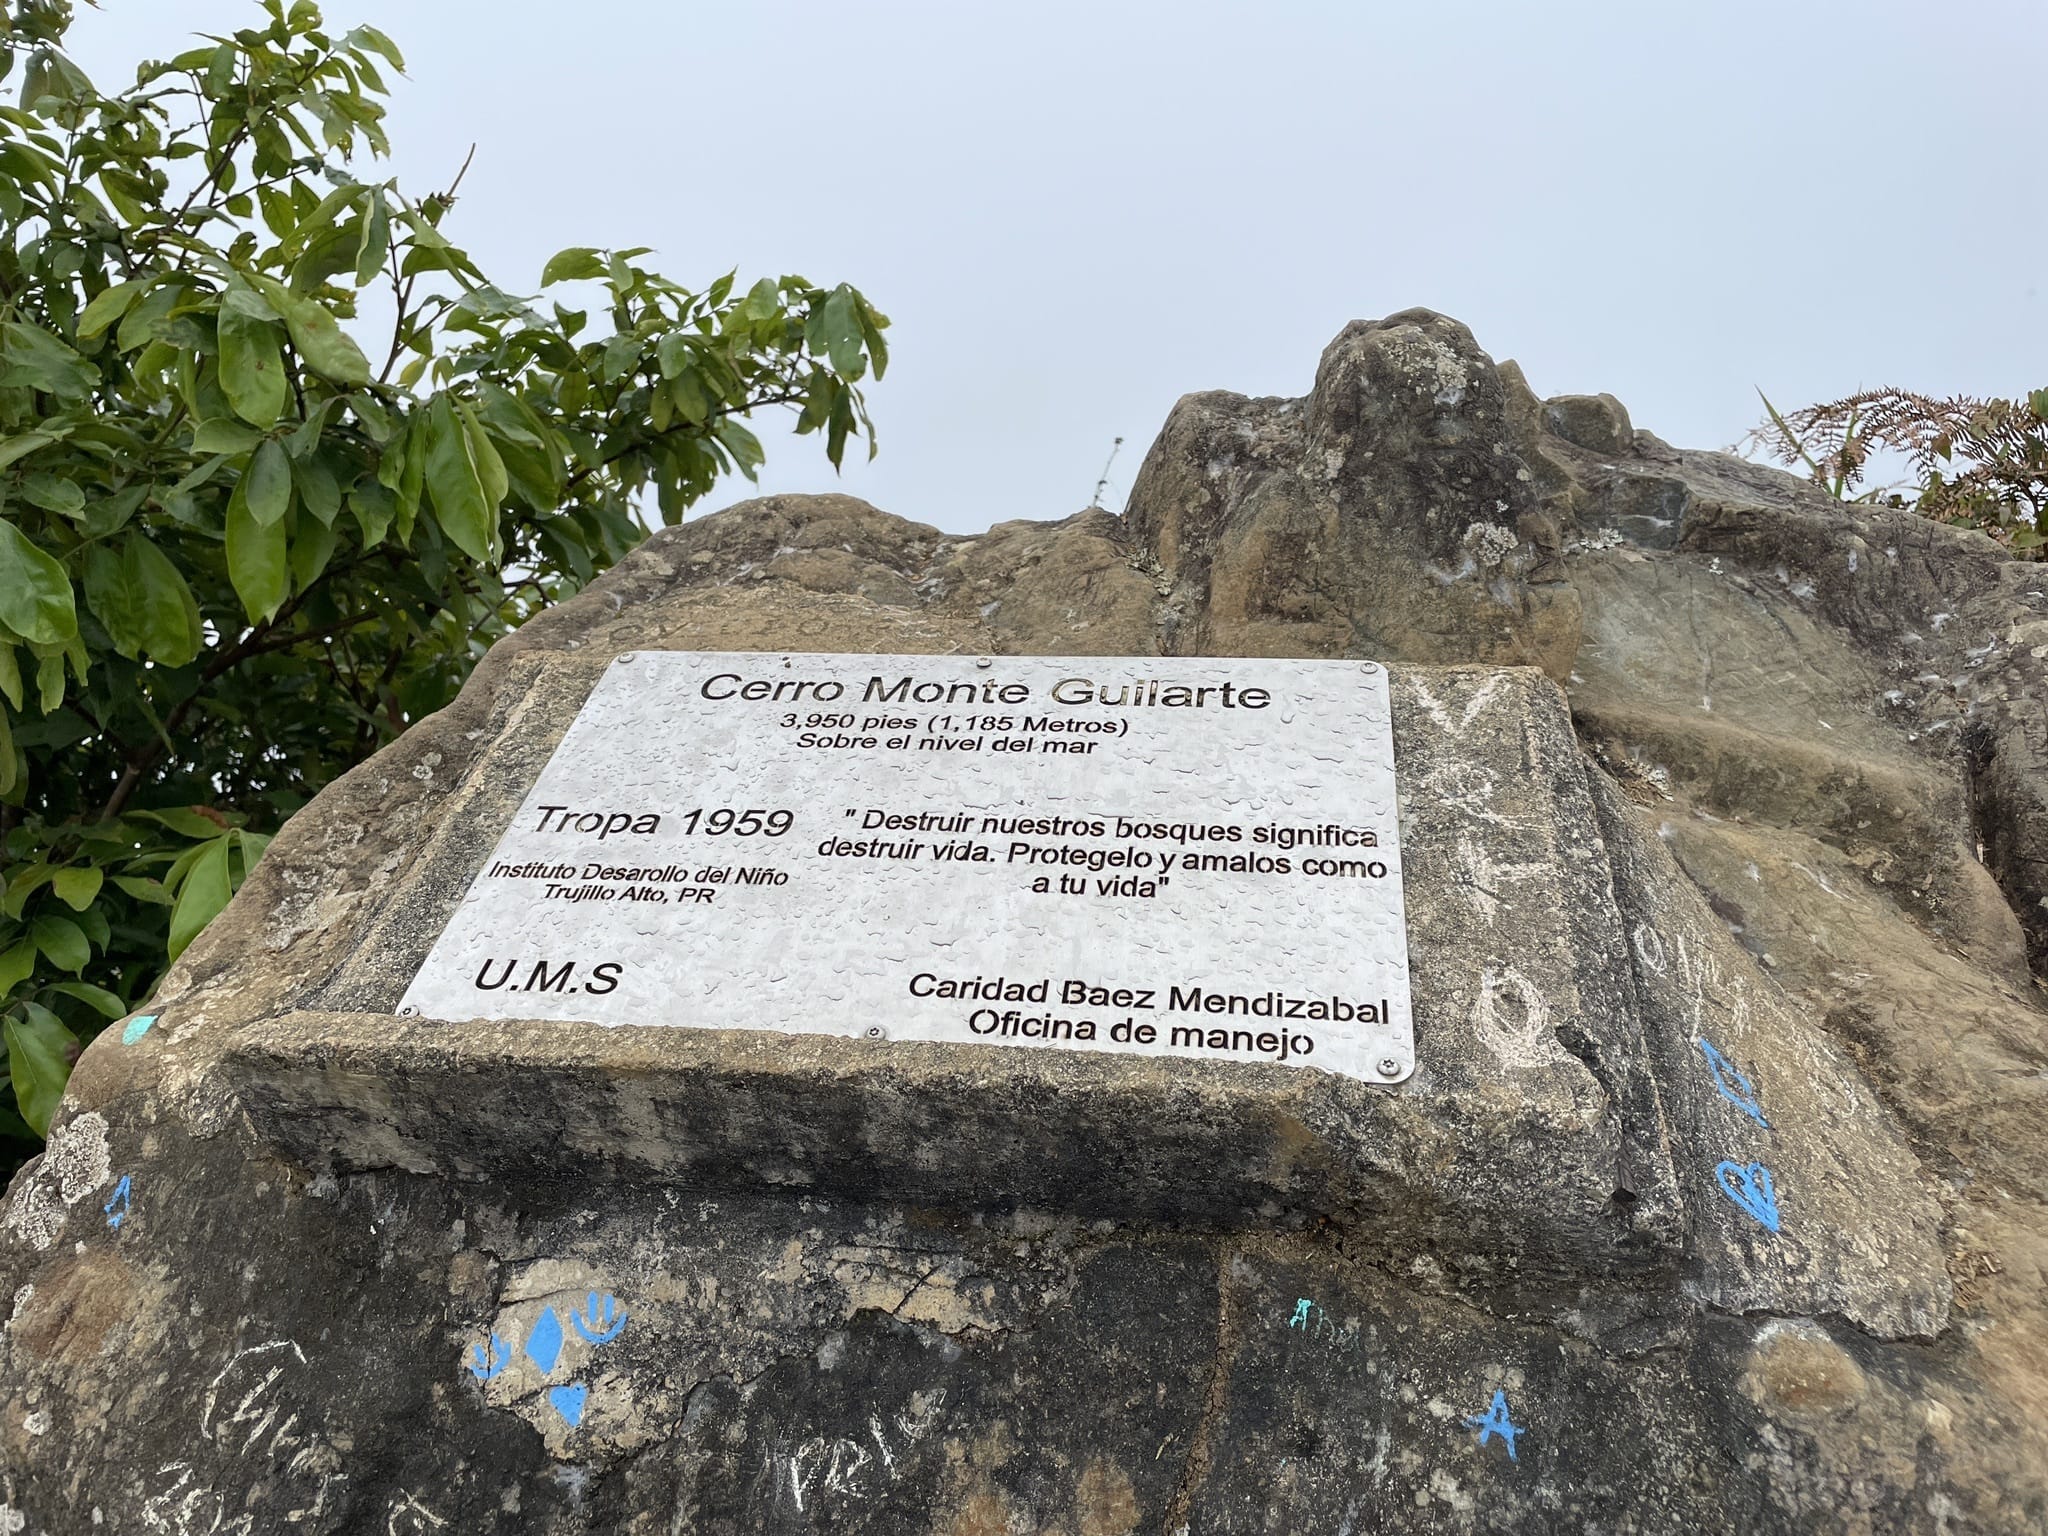 Cerro Monte Guilarte
3,950 pies (1,185 Metros)
Sobre el nivel del mar
Tropa 1959
Instituto Desarollo del Niño
Trujillo Alto, PR
" Destruir nuestros bosques significa
destruir vida. Protegelo y amalos como
a tu vida"
U.M.S
Caridad Baez Mendizabal
Oficina de manejo
A